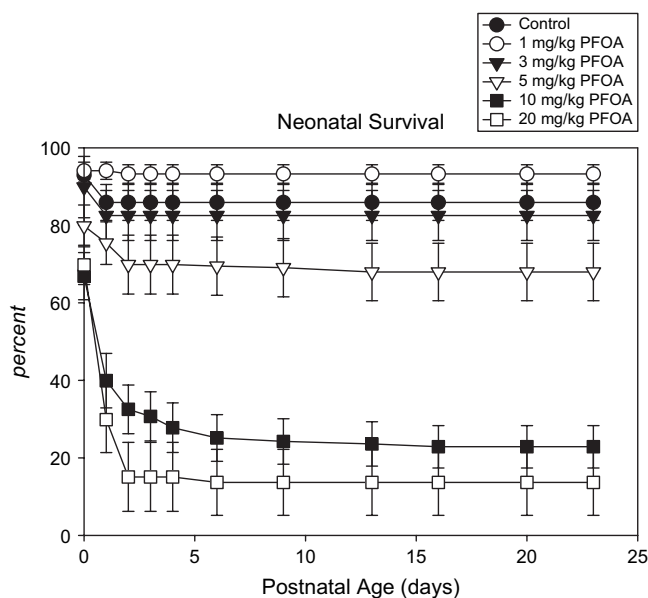 Control
1 mg/kg PFOA
3 mg/kg PFOA
5 mg/kg PFOA
10 mg/kg PFOA
20 mg/kg PFOA
Neonatal Survival
100
80
60
40
20
0
percent
0 5 10 15 20 25
Postnatal Age (days)